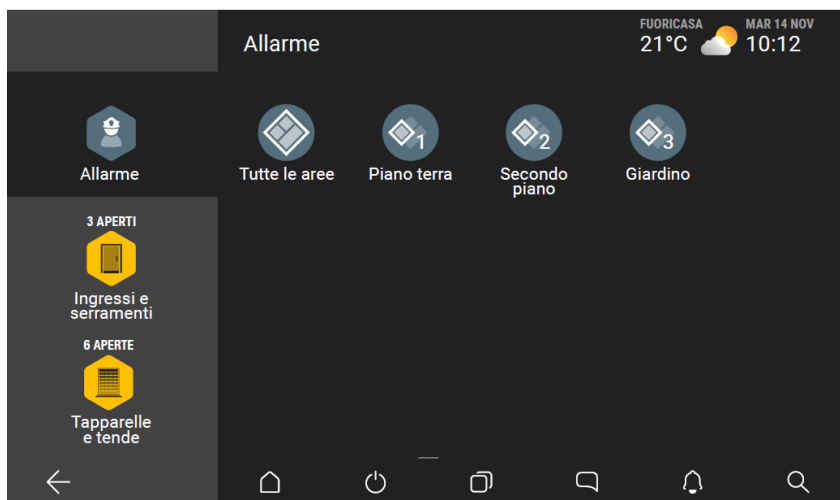 Allarme
FUORICASA
21°C
MAR 14 NOV
10:12
Allarme
3 APERTI
Ingressi e
serramenti
6 APERTE
Tapparelle
e tende
Tutte le aree
1
Piano terra
2
Secondo
piano
3
Giardino